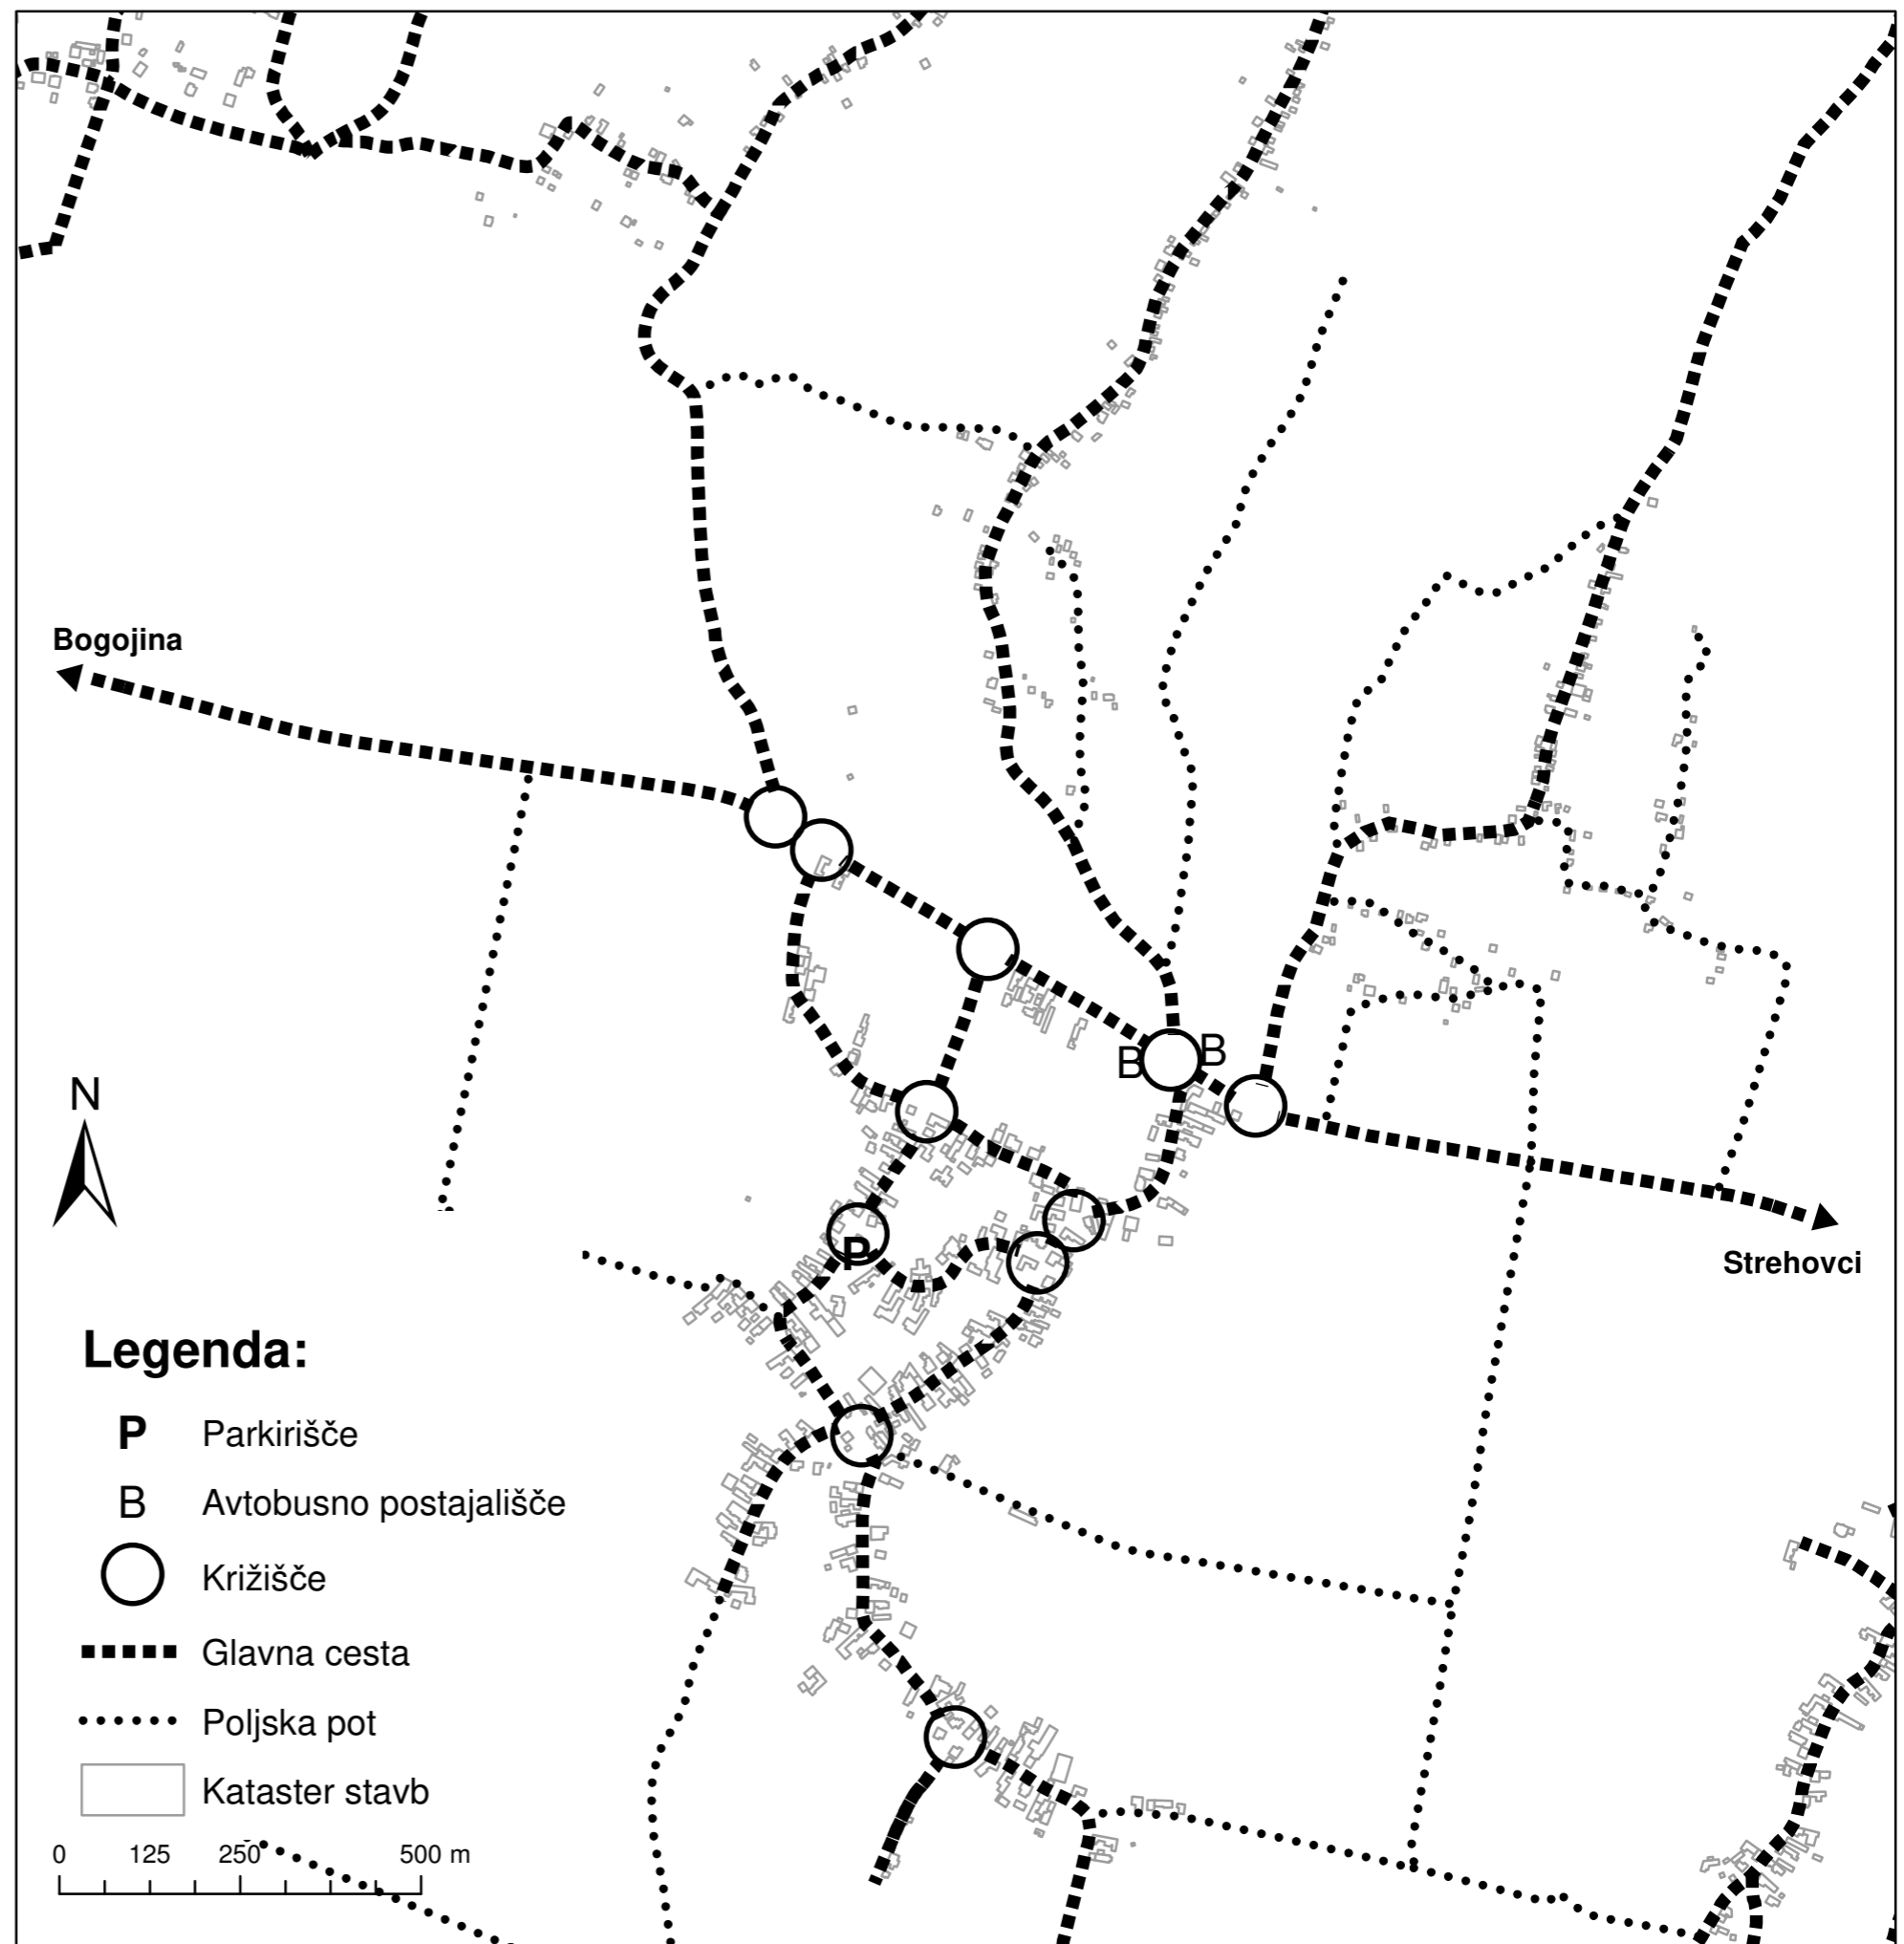 Bogojina
B B
N
P
Strehovci
Legenda:
P Parkirišče
B Avtobusno postajališče
Križišče
Glavna cesta
Poljska pot
Kataster stavb
0 125 250 500 m